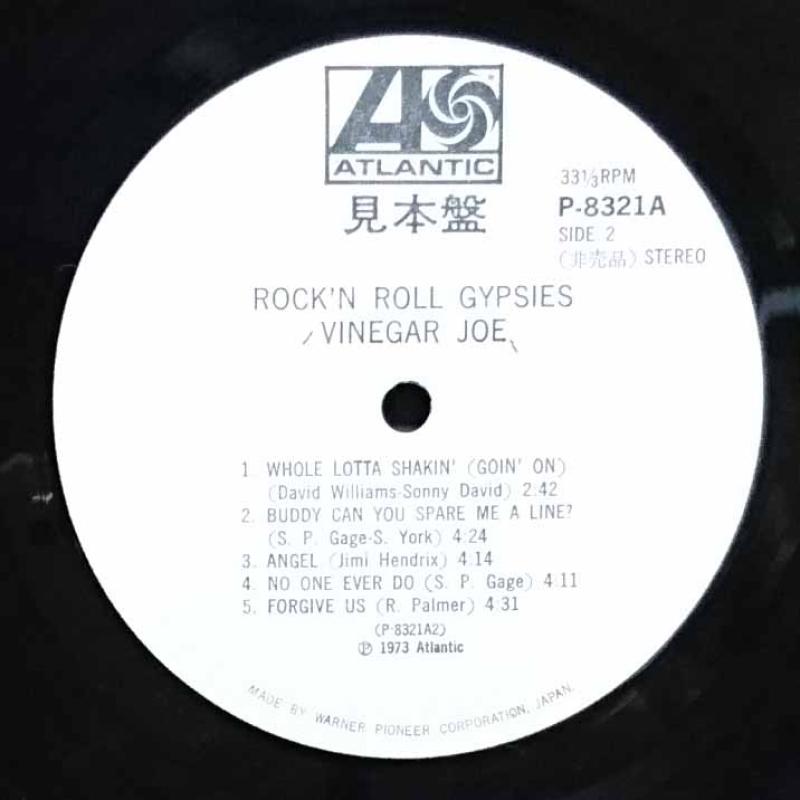 ATLANTIC
見本盤
33⅓RPM
P-8321A
SIDE 2
(非売品) STEREO
ROCK'N ROLL GYPSIES
VINEGAR JOE
1. WHOLE LOTTA SHAKIN' (GOIN' ON)
(David Williams-Sonny David) 2:42
2. BUDDY CAN YOU SPARE ME A LINE?
(S. P. Gage-S. York) 4:24
3. ANGEL (Jimi Hendrix) 4:14
4. NO ONE EVER DO (S. P. Gage) 4:11
5. FORGIVE US (R. Palmer) 4:31
(P-8321A2)
Ⓟ 1973 Atlantic
MADE BY WARNER PIONEER CORPORATION, JAPAN.